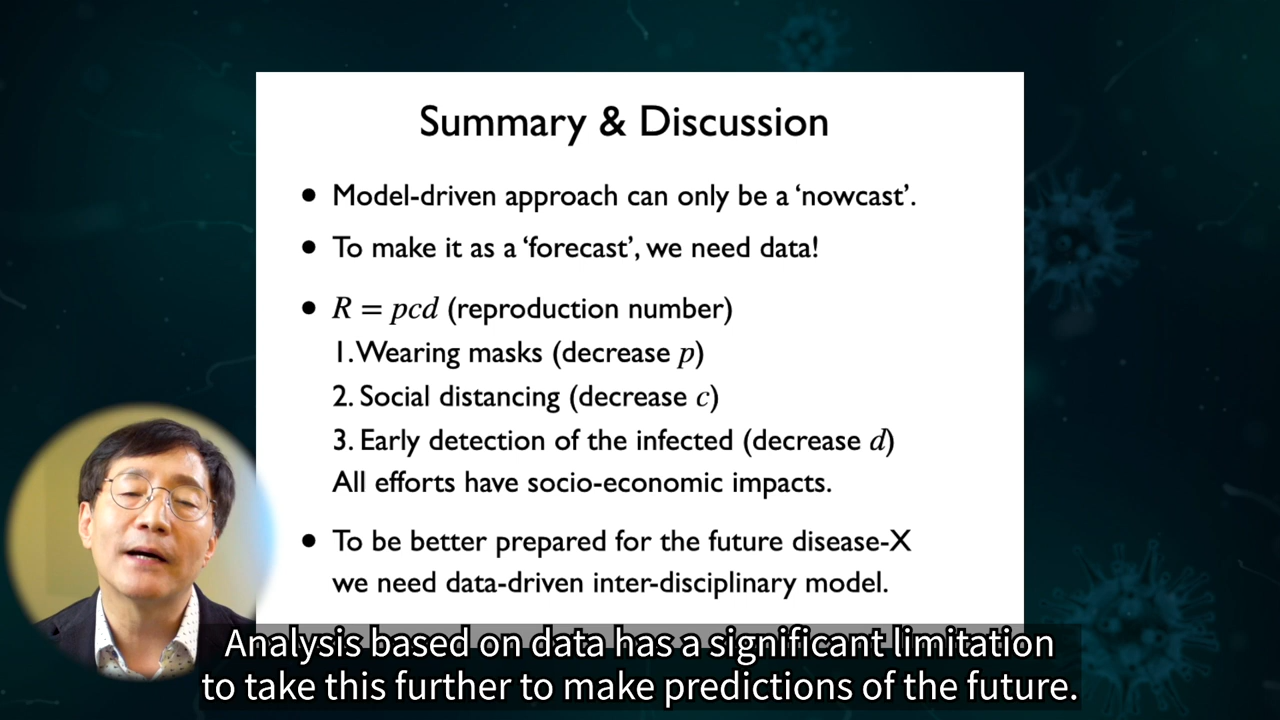 Summary & Discussion
• Model-driven approach can only be a ‘nowcast’.
• To make it as a ‘forecast’, we need data!
• R = pcd (reproduction number)
1. Wearing masks (decrease p)
2. Social distancing (decrease c)
3. Early detection of the infected (decrease d)
All efforts have socio-economic impacts.
• To be better prepared for the future disease-X
we need data-driven inter-disciplinary model.
Analysis based on data has a significant limitation
to take this further to make predictions of the future.